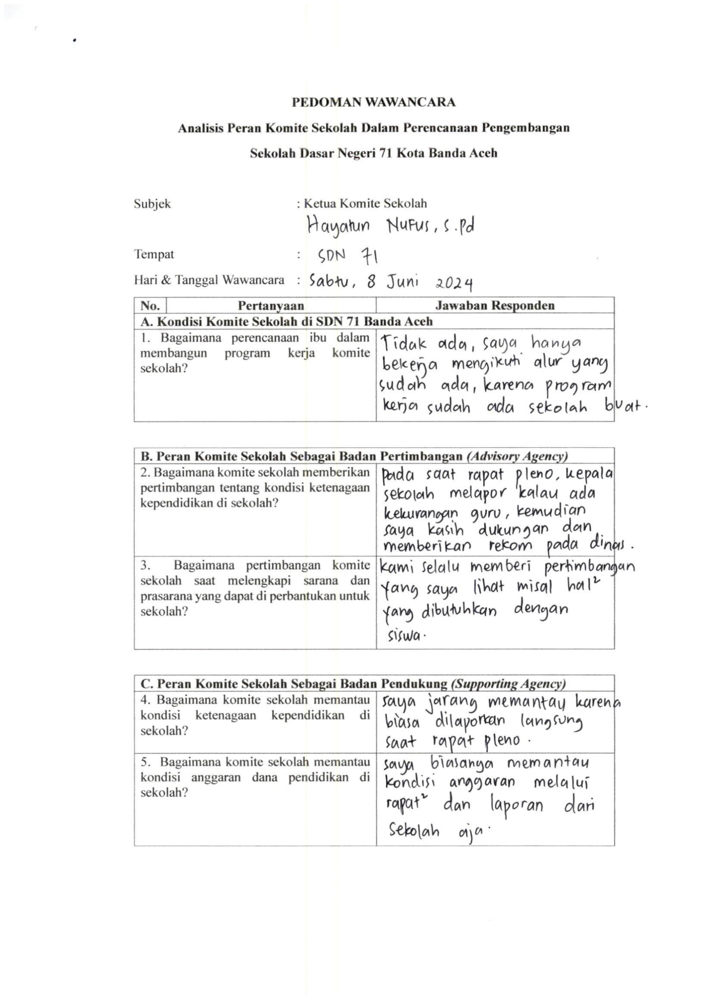 PEDOMAN WAWANCARA
Analisis Peran Komite Sekolah Dalam Perencanaan Pengembangan
Sekolah Dasar Negeri 71 Kota Banda Aceh
Subjek : Ketua Komite Sekolah
Hayatun Nufus, S.Pd
Tempat : SDN 71
Hari & Tanggal Wawancara : Sabtu, 8 Juni 2024
No. Pertanyaan Jawaban Responden
A. Kondisi Komite Sekolah di SDN 71 Banda Aceh
1. Bagaimana perencanaan ibu dalam
membangun program kerja komite
sekolah?
Tidak ada, saya hanya
bekerja mengikuti alur yang
sudah ada, karena program
kerja sudah ada sekolah buat.
B. Peran Komite Sekolah Sebagai Badan Pertimbangan (Advisory Agency)
2. Bagaimana komite sekolah memberikan
pertimbangan tentang kondisi ketenagaan
kependidikan di sekolah?
pada saat rapat pleno, kepala
sekolah melapor kalau ada
kekurangan guru, kemudian
saya kasih dukungan dan
memberikan rekom pada dinas.
3. Bagaimana pertimbangan komite
sekolah saat melengkapi sarana dan
prasarana yang dapat di perbantukan untuk
sekolah?
kami selalu memberi pertimbangan
yang saya lihat misal hal²
yang dibutuhkan dengan
siswa.
C. Peran Komite Sekolah Sebagai Badan Pendukung (Supporting Agency)
4. Bagaimana komite sekolah memantau
kondisi ketenagaan kependidikan di
sekolah?
saya jarang memantau karena
biasa dilaporkan langsung
saat rapat pleno.
5. Bagaimana komite sekolah memantau
kondisi anggaran dana pendidikan di
sekolah?
saya biasanya memantau
kondisi anggaran melalui
rapat² dan laporan dari
sekolah aja.